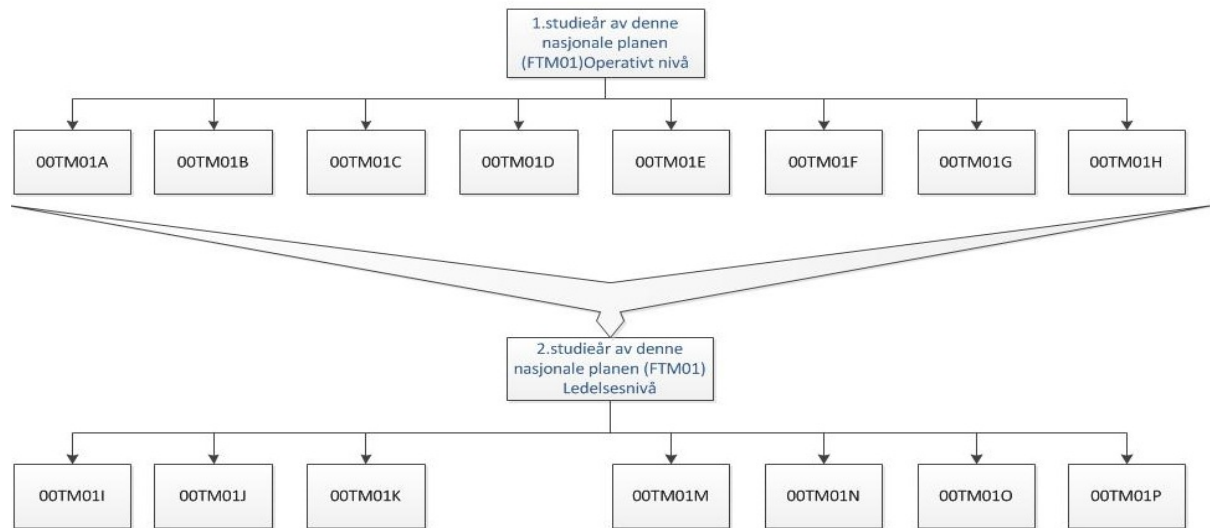 1.studieår av denne
nasjonale planen
(FTM01)Operativt nivå
00TM01A
00TM01B
00TM01C
00TM01D
00TM01E
00TM01F
00TM01G
00TM01H
2.studieår av denne
nasjonale planen (FTM01)
Ledelsesnivå
00TM01I
00TM01J
00TM01K
00TM01M
00TM01N
00TM01O
00TM01P